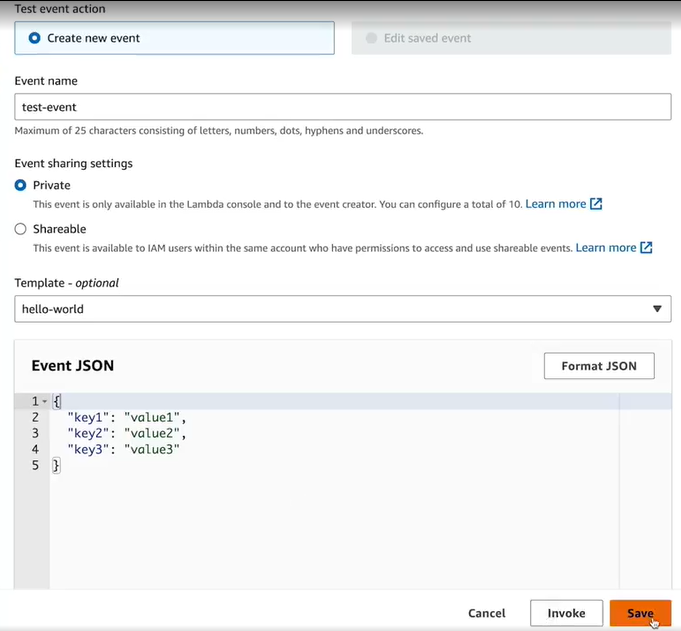 Test event action
Create new event
Edit saved event
Event name
test-event
Maximum of 25 characters consisting of letters, numbers, dots, hyphens and underscores.
Event sharing settings
Private
This event is only available in the Lambda console and to the event creator. You can configure a total of 10. Learn more
Shareable
This event is available to IAM users within the same account who have permissions to access and use shareable events. Learn more
Template - optional
hello-world
Event JSON
Format JSON
1 {
2 "key1": "value1",
3 "key2": "value2",
4 "key3": "value3"
5 }
Cancel Invoke Save